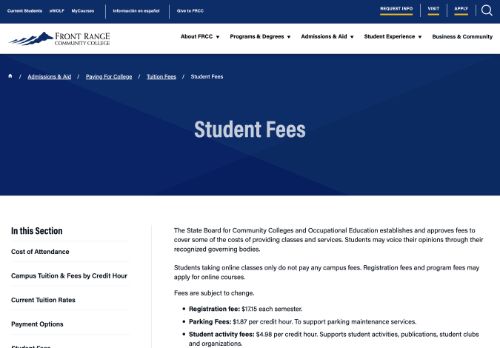 Current Students eWOLF MyCourses Información en español Give to FRCC REQUEST INFO VISIT APPLY
FRONT RANGE
COMMUNITY COLLEGE
About FRCC ▼ Programs & Degrees ▼ Admissions & Aid ▼ Student Experience ▼ Business & Community
/ Admissions & Aid / Paying For College / Tuition Fees / Student Fees
Student Fees
In this Section
Cost of Attendance
Campus Tuition & Fees by Credit Hour
Current Tuition Rates
Payment Options
Student Fees
The State Board for Community Colleges and Occupational Education establishes and approves fees to
cover some of the costs of providing classes and services. Students may voice their opinions through their
recognized governing bodies.
Students taking online classes only do not pay any campus fees. Registration fees and program fees may
apply for online courses.
Fees are subject to change.
• Registration fee: $17.15 each semester.
• Parking Fees: $1.87 per credit hour. To support parking maintenance services.
• Student activity fees: $4.98 per credit hour. Supports student activities, publications, student clubs
and organizations.